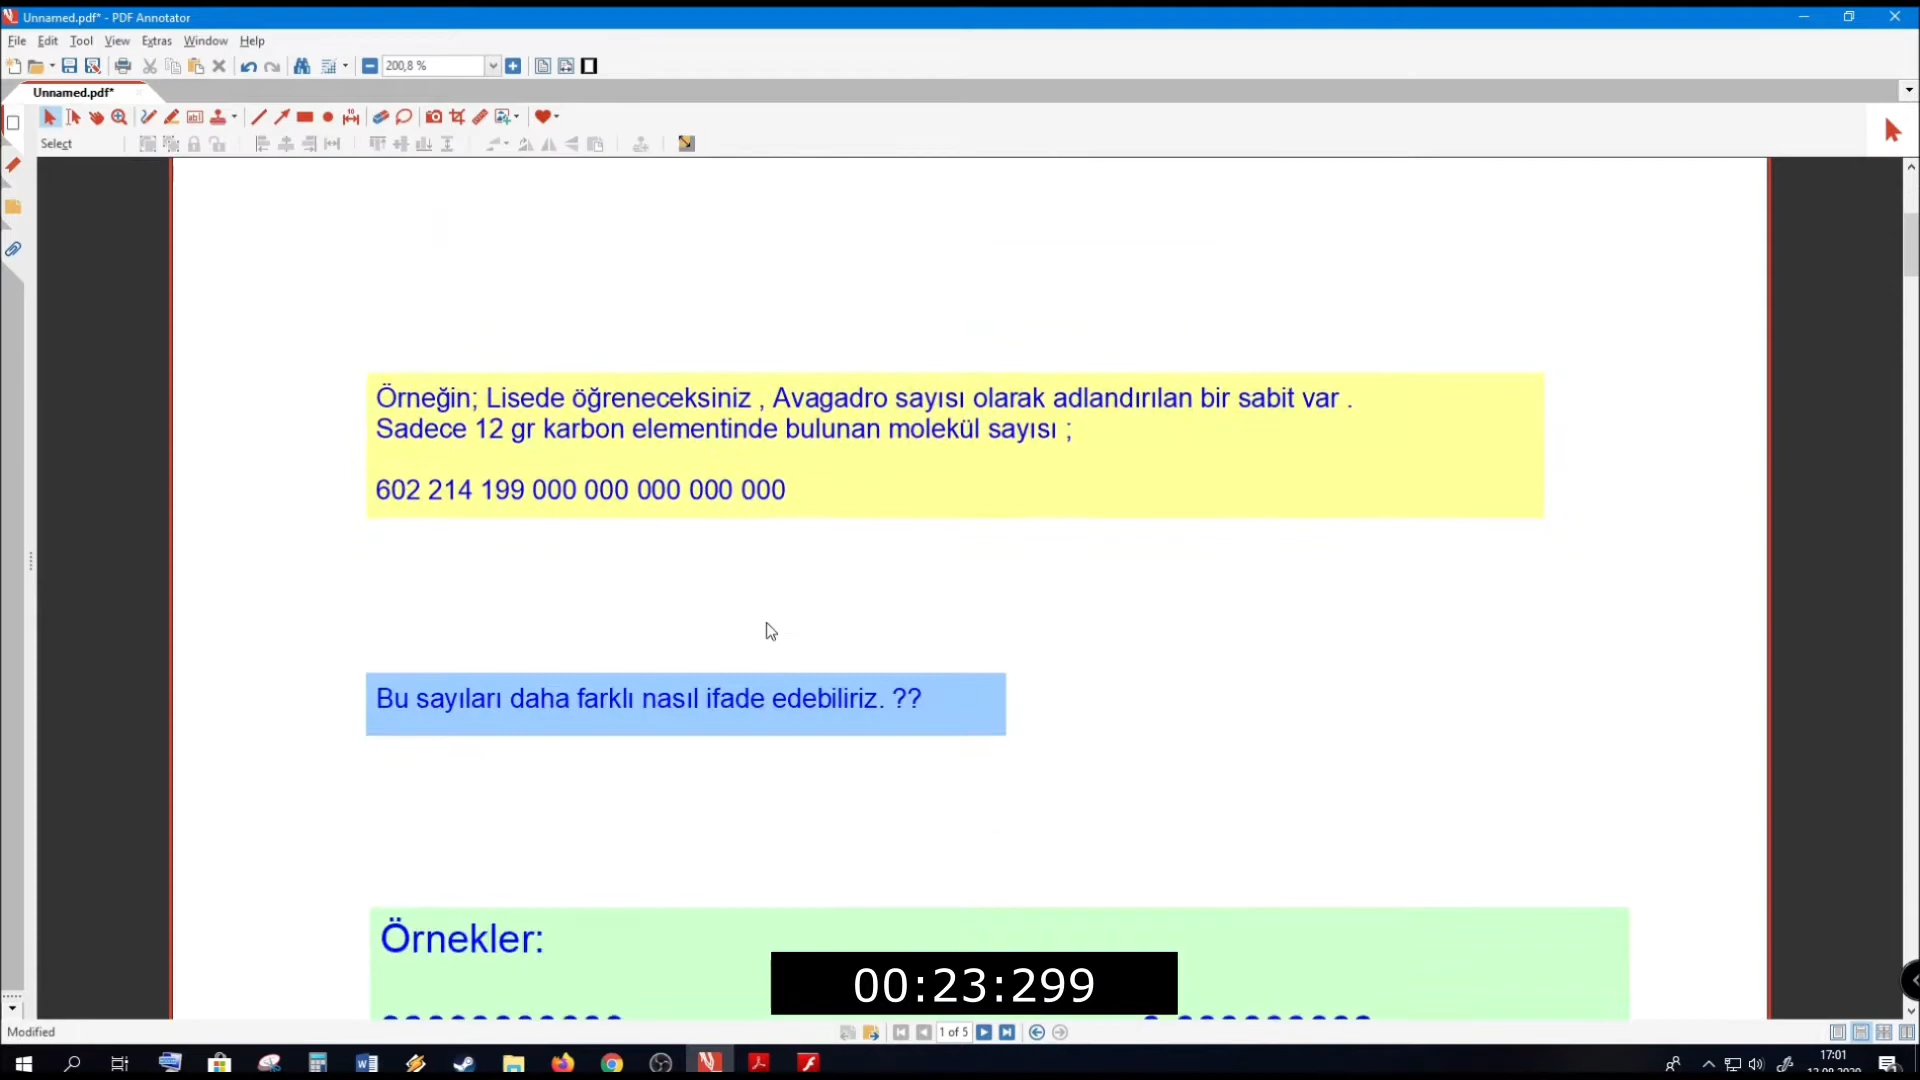 Unnamed.pdf* - PDF Annotator
File Edit Tool View Extras Window Help
200,8 %
Unnamed.pdf*
Select
Örneğin; Lisede öğreneceksiniz , Avagadro sayısı olarak adlandırılan bir sabit var .
Sadece 12 gr karbon elementinde bulunan molekül sayısı ;
602 214 199 000 000 000 000 000
Bu sayıları daha farklı nasıl ifade edebiliriz. ??
Örnekler:
00:23:299
Modified
1 of 5
17:01